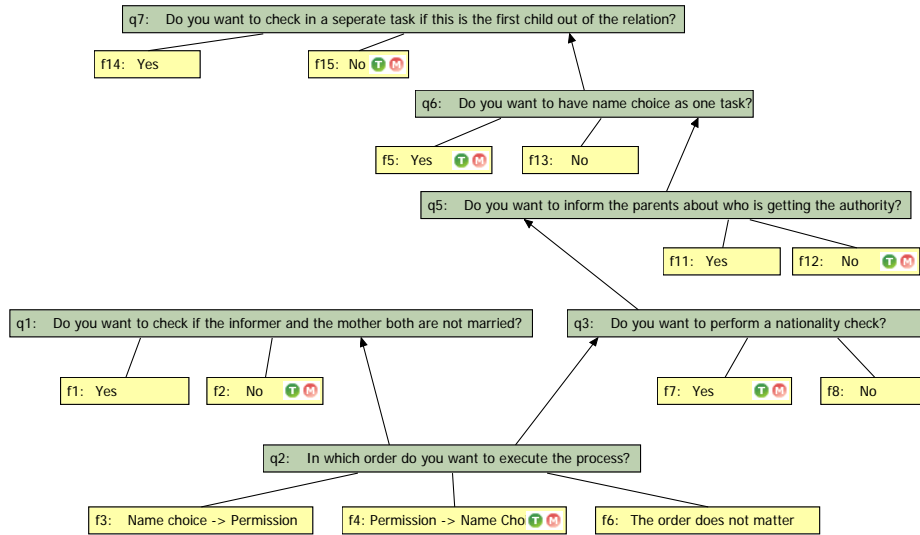 q7: Do you want to check in a seperate task if this is the first child out of the relation?
f14: Yes
f15: No T M
q6: Do you want to have name choice as one task?
f5: Yes T M
f13: No
q5: Do you want to inform the parents about who is getting the authority?
f11: Yes
f12: No T M
q1: Do you want to check if the informer and the mother both are not married?
q3: Do you want to perform a nationality check?
f1: Yes
f2: No T M
f7: Yes T M
f8: No
q2: In which order do you want to execute the process?
f3: Name choice -> Permission
f4: Permission -> Name Cho T M
f6: The order does not matter